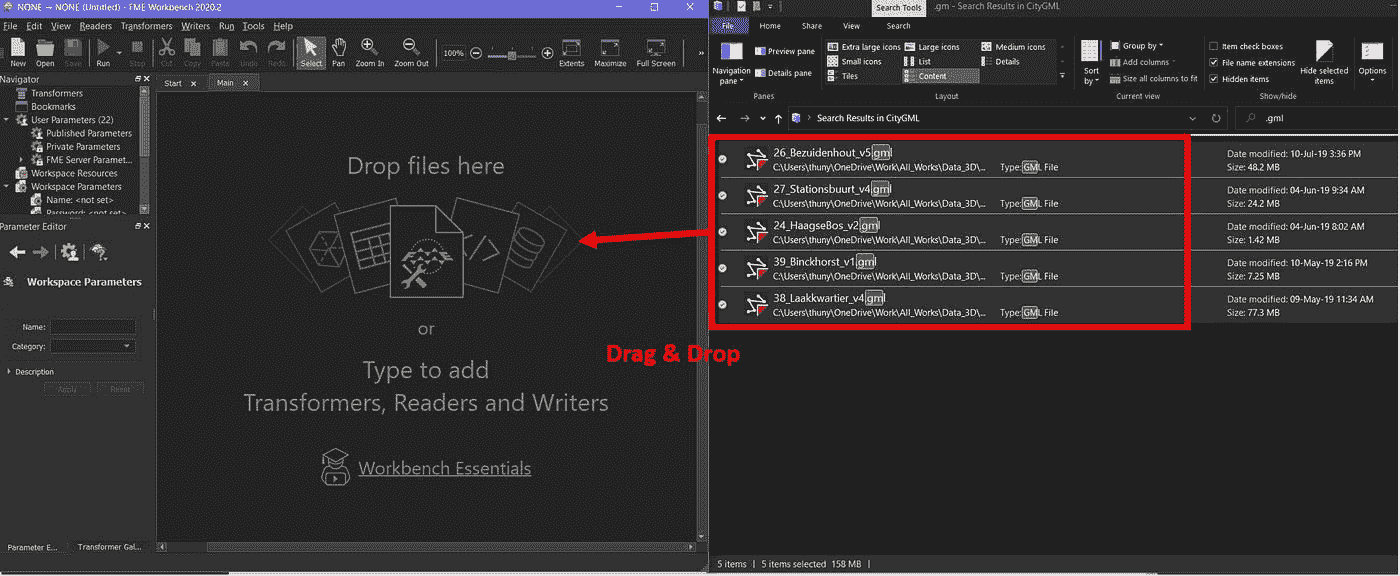 NONE → NONE (Untitled) - FME Workbench 2020.2
File Edit View Readers Transformers Writers Run Tools Help
New Open Save Run Stop Cut Copy Paste Undo Redo Select Pan Zoom In 100% Zoom Out Extents Maximize Full Screen
Navigator
Transformers
Bookmarks
User Parameters (22)
Published Parameters
Private Parameters
FME Server Paramet...
Workspace Resources
Workspace Parameters
Name: <not set>
Password: <not set>
Parameter Editor
Workspace Parameters
Name:
Category:
Description
Apply Reset
Parameter E... Transformer Gal...
Start Main
Drop files here
or
Type to add
Transformers, Readers and Writers
Workbench Essentials
Drag & Drop
Search Tools .gm - Search Results in CityGML
File Home Share View Search
Navigation pane
Preview pane
Details pane
Panes
Extra large icons Large icons Medium icons
Small icons List Details
Tiles Content
Layout
Sort by
Group by
Add columns
Size all columns to fit
Current view
Item check boxes
File name extensions
Hidden items
Hide selected items
Show/hide
Options
Search Results in CityGML
.gml
26_Bezuidenhout_v5.gml
C:\Users\thuny\OneDrive\Work\All_Works\Data_3D\... Type: GML File
Date modified: 10-Jul-19 3:36 PM
Size: 48.2 MB
27_Stationsbuurt_v4.gml
C:\Users\thuny\OneDrive\Work\All_Works\Data_3D\... Type: GML File
Date modified: 04-Jun-19 9:34 AM
Size: 24.2 MB
24_HaagseBos_v2.gml
C:\Users\thuny\OneDrive\Work\All_Works\Data_3D\... Type: GML File
Date modified: 04-Jun-19 8:02 AM
Size: 1.42 MB
39_Binckhorst_v1.gml
C:\Users\thuny\OneDrive\Work\All_Works\Data_3D\... Type: GML File
Date modified: 10-May-19 2:16 PM
Size: 7.25 MB
38_Laakkwartier_v4.gml
C:\Users\thuny\OneDrive\Work\All_Works\Data_3D\... Type: GML File
Date modified: 09-May-19 11:34 AM
Size: 77.3 MB
5 items 5 items selected 158 MB